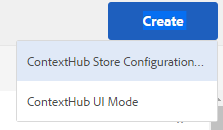 Create
ContextHub Store Configuration...
ContextHub UI Mode